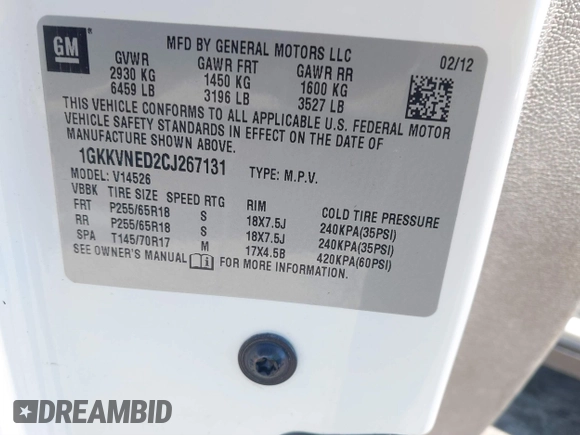 GM
MFD BY GENERAL MOTORS LLC
02/12
GVWR GAWR FRT GAWR RR
2930 KG 1450 KG 1600 KG
6459 LB 3196 LB 3527 LB
THIS VEHICLE CONFORMS TO ALL APPLICABLE U.S. FEDERAL MOTOR
VEHICLE SAFETY STANDARDS IN EFFECT ON THE DATE OF
MANUFACTURE SHOWN ABOVE.
1GKKVNED2CJ267131 TYPE: M.P.V.
MODEL: V14526
VBBK TIRE SIZE SPEED RTG RIM COLD TIRE PRESSURE
FRT P255/65R18 S 18X7.5J 240KPA(35PSI)
RR P255/65R18 S 18X7.5J 240KPA(35PSI)
SPA T145/70R17 M 17X4.5B 420KPA(60PSI)
SEE OWNER'S MANUAL FOR MORE INFORMATION.
DREAMBID